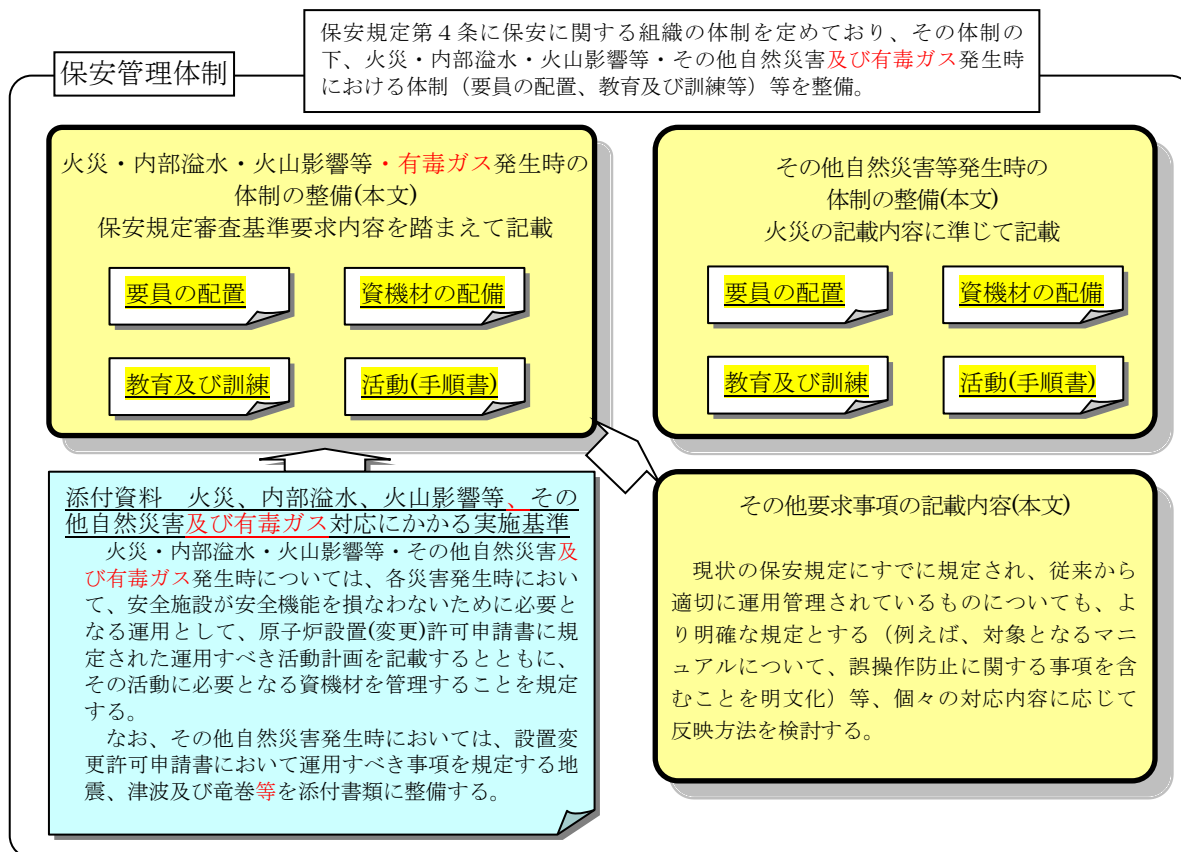 保安規定第４条に保安に関する組織の体制を定めており、その体制の
下、火災・内部溢水・火山影響等・その他自然災害及び有毒ガス発生時
における体制（要員の配置、教育及び訓練等）等を整備。
保安管理体制
火災・内部溢水・火山影響等・有毒ガス発生時の
体制の整備(本文)
保安規定審査基準要求内容を踏まえて記載
要員の配置
資機材の配備
教育及び訓練
活動(手順書)
その他自然災害等発生時の
体制の整備(本文)
火災の記載内容に準じて記載
要員の配置
資機材の配備
教育及び訓練
活動(手順書)
添付資料　火災、内部溢水、火山影響等、その
他自然災害及び有毒ガス対応にかかる実施基準
火災・内部溢水・火山影響等・その他自然災害及
び有毒ガス発生時については、各災害発生時におい
て、安全施設が安全機能を損なわないために必要と
なる運用として、原子炉設置(変更)許可申請書に規
定された運用すべき活動計画を記載するとともに、
その活動に必要となる資機材を管理することを規定
する。
なお、その他自然災害発生時においては、設置変
更許可申請書において運用すべき事項を規定する地
震、津波及び竜巻等を添付書類に整備する。
その他要求事項の記載内容(本文)
現状の保安規定にすでに規定され、従来から
適切に運用管理されているものについても、よ
り明確な規定とする（例えば、対象となるマニ
ュアルについて、誤操作防止に関する事項を含
むことを明文化）等、個々の対応内容に応じて
反映方法を検討する。